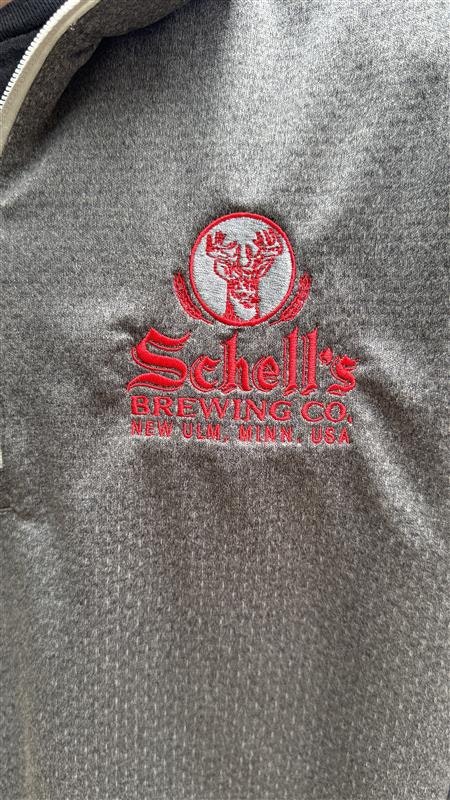 Schell's
BREWING CO.
NEW ULM, MINN. USA